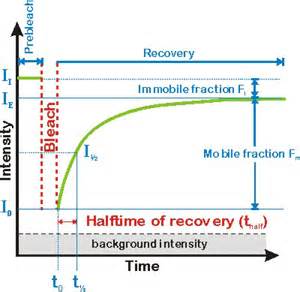 Prebleach
Recovery
I_I
Immobile fraction F_i
I_E
Bleach
Intensity
I_½
Mobile fraction F_m
I_0
Halftime of recovery (t_half)
background intensity
t_0 t_½
Time